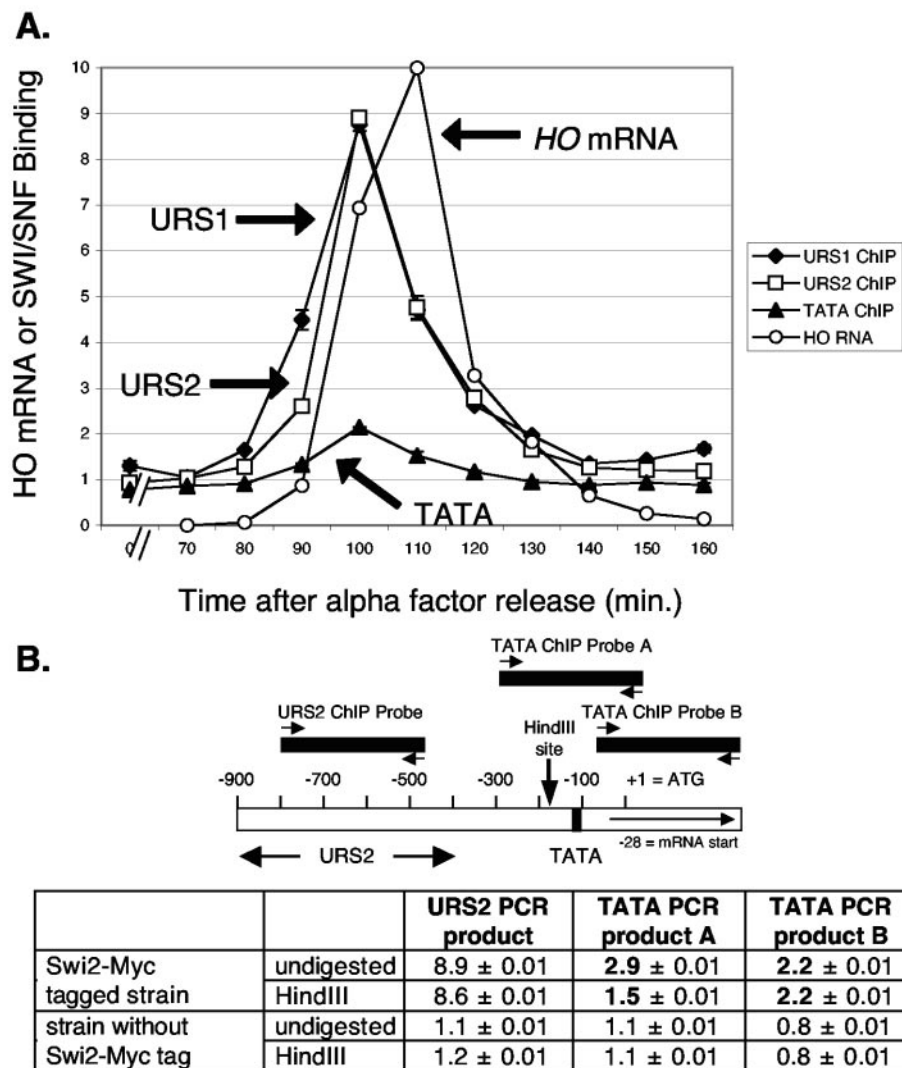 A.
HO mRNA or SWI/SNF Binding
10
9
8
7
6
5
4
3
2
1
0
URS1
URS2
HO mRNA
TATA
URS1 ChIP
URS2 ChIP
TATA ChIP
HO RNA
0 70 80 90 100 110 120 130 140 150 160
Time after alpha factor release (min.)
B.
TATA ChIP Probe A
URS2 ChIP Probe
HindIII
site
TATA ChIP Probe B
-900 -700 -500 -300 -100 +1 = ATG
-28 = mRNA start
URS2 TATA
URS2 PCR product TATA PCR product A TATA PCR product B
Swi2-Myc tagged strain undigested 8.9 ± 0.01 2.9 ± 0.01 2.2 ± 0.01
HindIII 8.6 ± 0.01 1.5 ± 0.01 2.2 ± 0.01
strain without Swi2-Myc tag undigested 1.1 ± 0.01 1.1 ± 0.01 0.8 ± 0.01
HindIII 1.2 ± 0.01 1.1 ± 0.01 0.8 ± 0.01